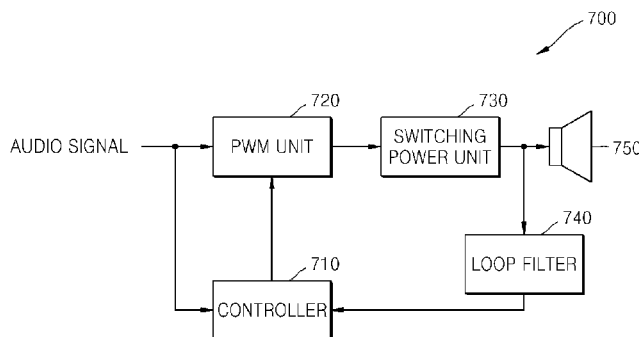 700
720
730
AUDIO SIGNAL
PWM UNIT
SWITCHING
POWER UNIT
750
740
LOOP FILTER
710
CONTROLLER